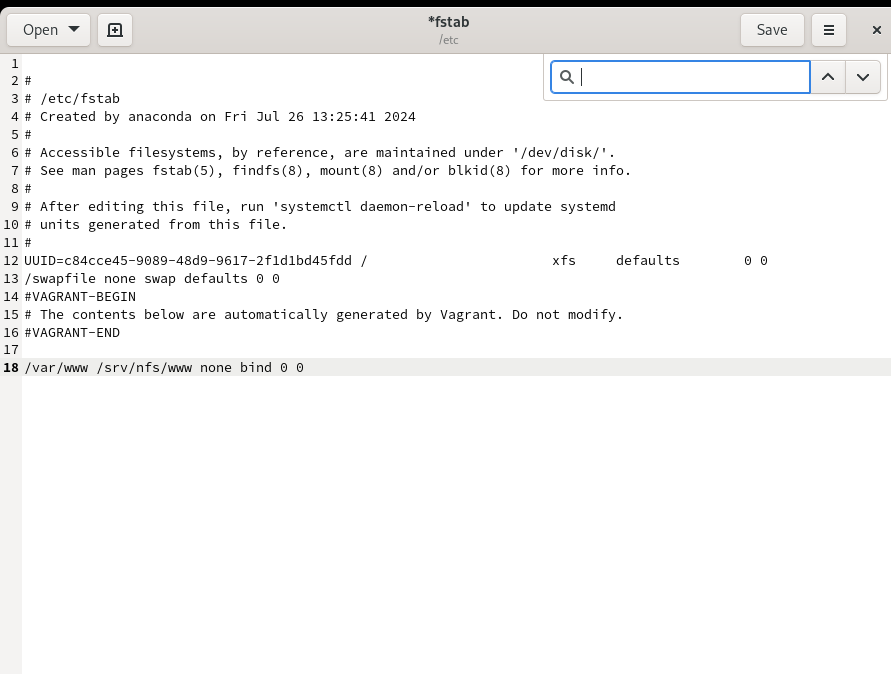 Open
*fstab
/etc
Save
1
2 #
3 # /etc/fstab
4 # Created by anaconda on Fri Jul 26 13:25:41 2024
5 #
6 # Accessible filesystems, by reference, are maintained under '/dev/disk/'.
7 # See man pages fstab(5), findfs(8), mount(8) and/or blkid(8) for more info.
8 #
9 # After editing this file, run 'systemctl daemon-reload' to update systemd
10 # units generated from this file.
11 #
12 UUID=c84cce45-9089-48d9-9617-2f1d1bd45fdd /                         xfs     defaults        0 0
13 /swapfile none swap defaults 0 0
14 #VAGRANT-BEGIN
15 # The contents below are automatically generated by Vagrant. Do not modify.
16 #VAGRANT-END
17
18 /var/www /srv/nfs/www none bind 0 0